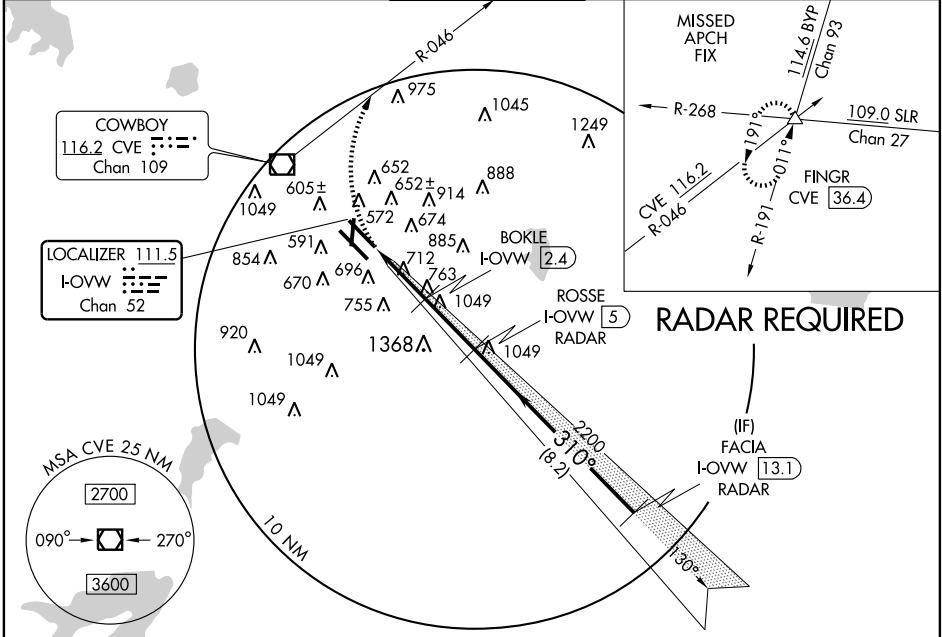 R-046
975
1045
1249
COWBOY
116.2 CVE
Chan 109
1049
605±
652
652±
914
888
572
674
885
LOCALIZER 111.5
I-OVW
Chan 52
854
591
670
696
712
763
755
1049
BOKLE
I-OVW 2.4
ROSSE
I-OVW 5
RADAR
1049
920
1368
1049
1049
MISSED
APCH
FIX
114.6 BYP
Chan 93
R-268
109.0 SLR
Chan 27
191°
011°
CVE 116.2
R-046
R-191
FINGR
CVE 36.4
RADAR REQUIRED
2200
310°
(8.2)
(IF)
FACIA
I-OVW 13.1
RADAR
130°
10 NM
MSA CVE 25 NM
2700
090° 270°
3600